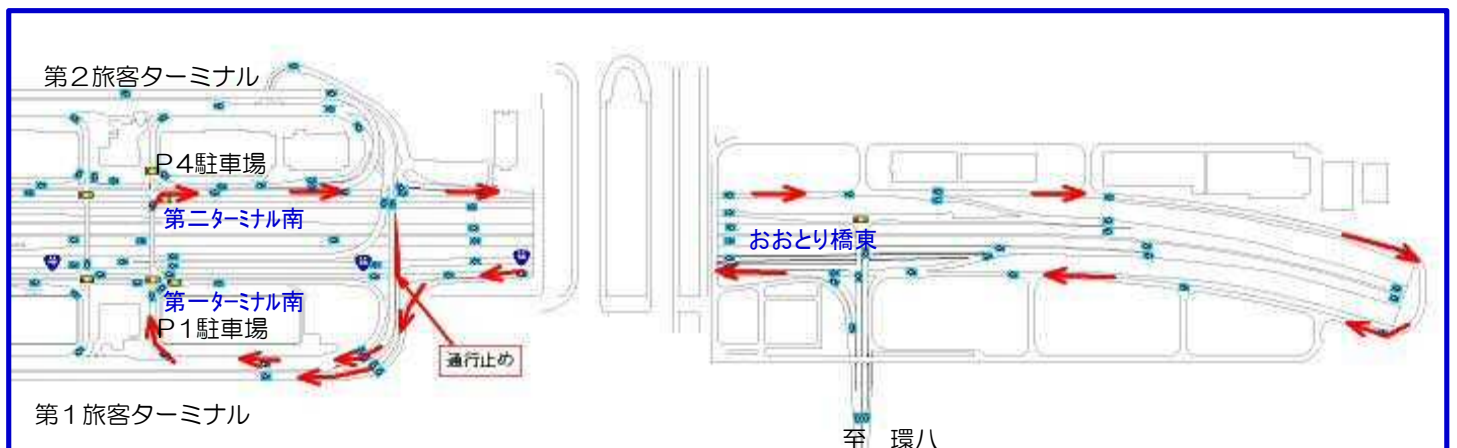 第2旅客ターミナル
P4駐車場
第二ターミナル南
おおとり橋東
第一ターミナル南
P1駐車場
通行止め
第1旅客ターミナル
至 環八